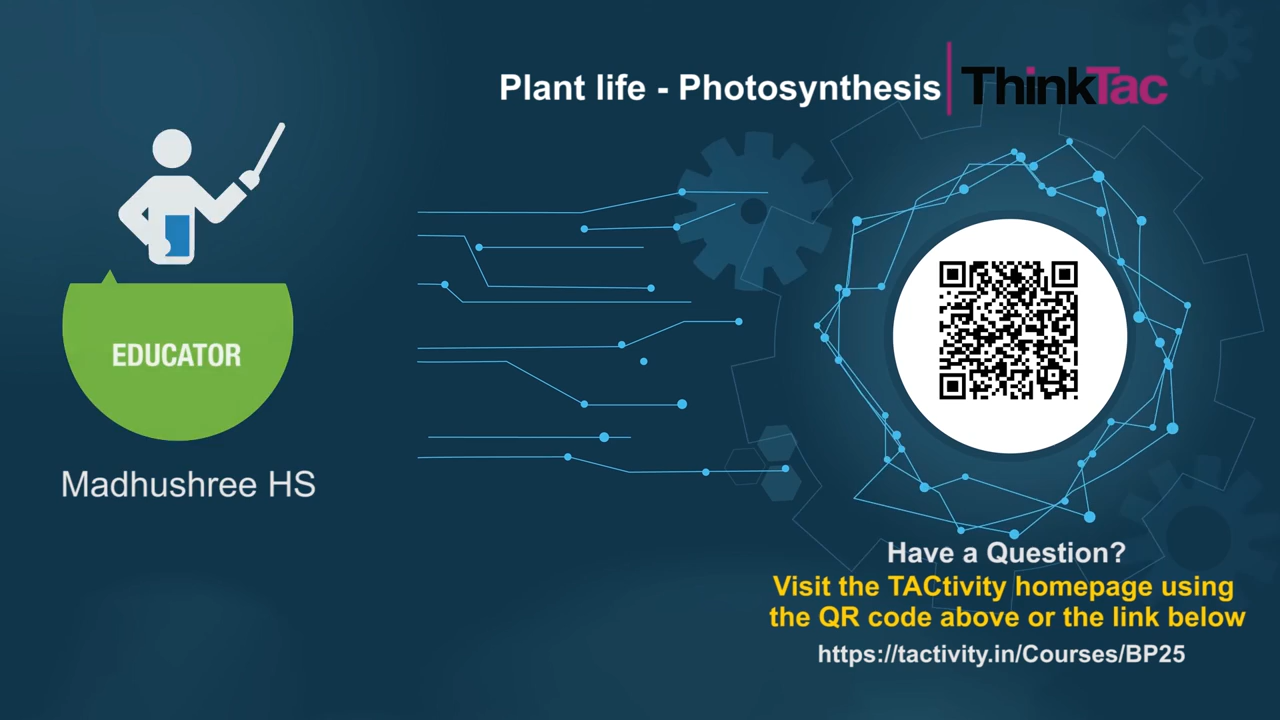 Plant life - Photosynthesis
ThinkTac
EDUCATOR
Madhushree HS
Have a Question?
Visit the TACtivity homepage using
the QR code above or the link below
https://tactivity.in/Courses/BP25